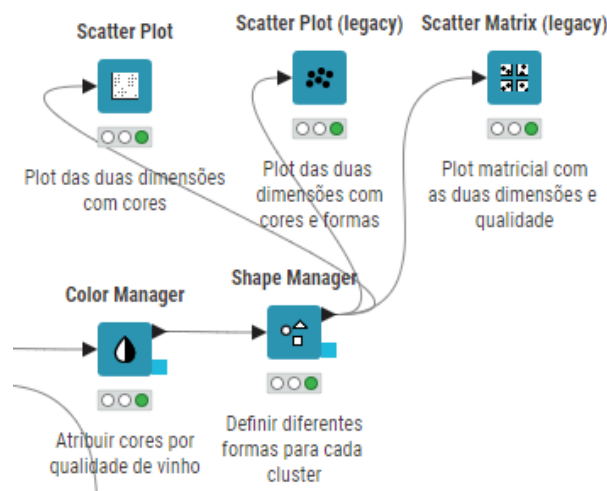 Scatter Plot
Plot das duas dimensões
com cores
Scatter Plot (legacy)
Plot das duas
dimensões com
cores e formas
Scatter Matrix (legacy)
Plot matricial com
as duas dimensões e
qualidade
Color Manager
Atribuir cores por
qualidade de vinho
Shape Manager
Definir diferentes
formas para cada
cluster